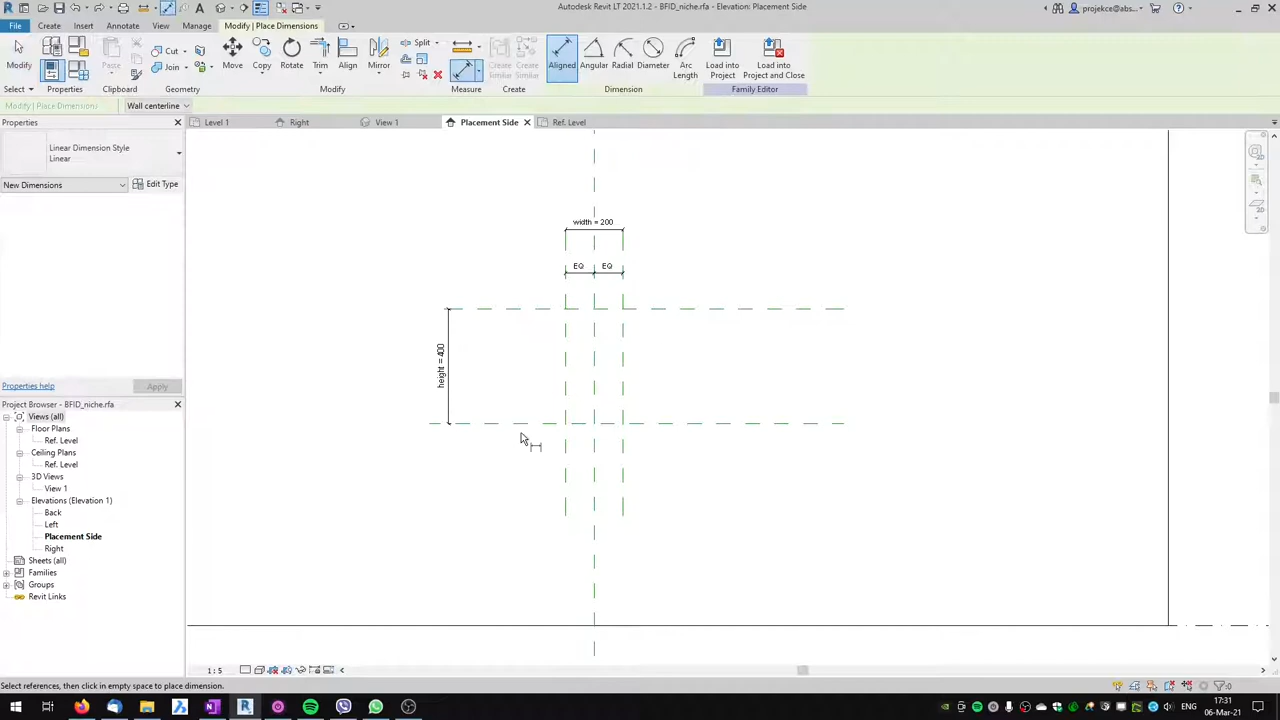 Autodesk Revit LT 2021.1.2 - BFID_niche.rfa - Elevation: Placement Side
projekce@abs...
File Create Insert Annotate View Manage Modify | Place Dimensions
Modify
Cut
Join
Move Copy Rotate Trim Align Mirror
Split
Create Similar
Create Similar
Aligned Angular Radial Diameter Arc Length
Load into Project
Load into Project and Close
Select Properties Clipboard Geometry Modify Measure Create Dimension Family Editor
Modify | Place Dimensions
Wall centerline
Properties
Level 1 Right View 1 Placement Side Ref. Level
Linear Dimension Style
Linear
New Dimensions
Edit Type
width = 200
EQ EQ
height = 400
Properties help
Apply
Project Browser - BFID_niche.rfa
Views (all)
Floor Plans
Ref. Level
Ceiling Plans
Ref. Level
3D Views
View 1
Elevations (Elevation 1)
Back
Left
Placement Side
Right
Sheets (all)
Families
Groups
Revit Links
1 : 5
Select references, then click in empty space to place dimension.
:0
ENG
17:31
06-Mar-21